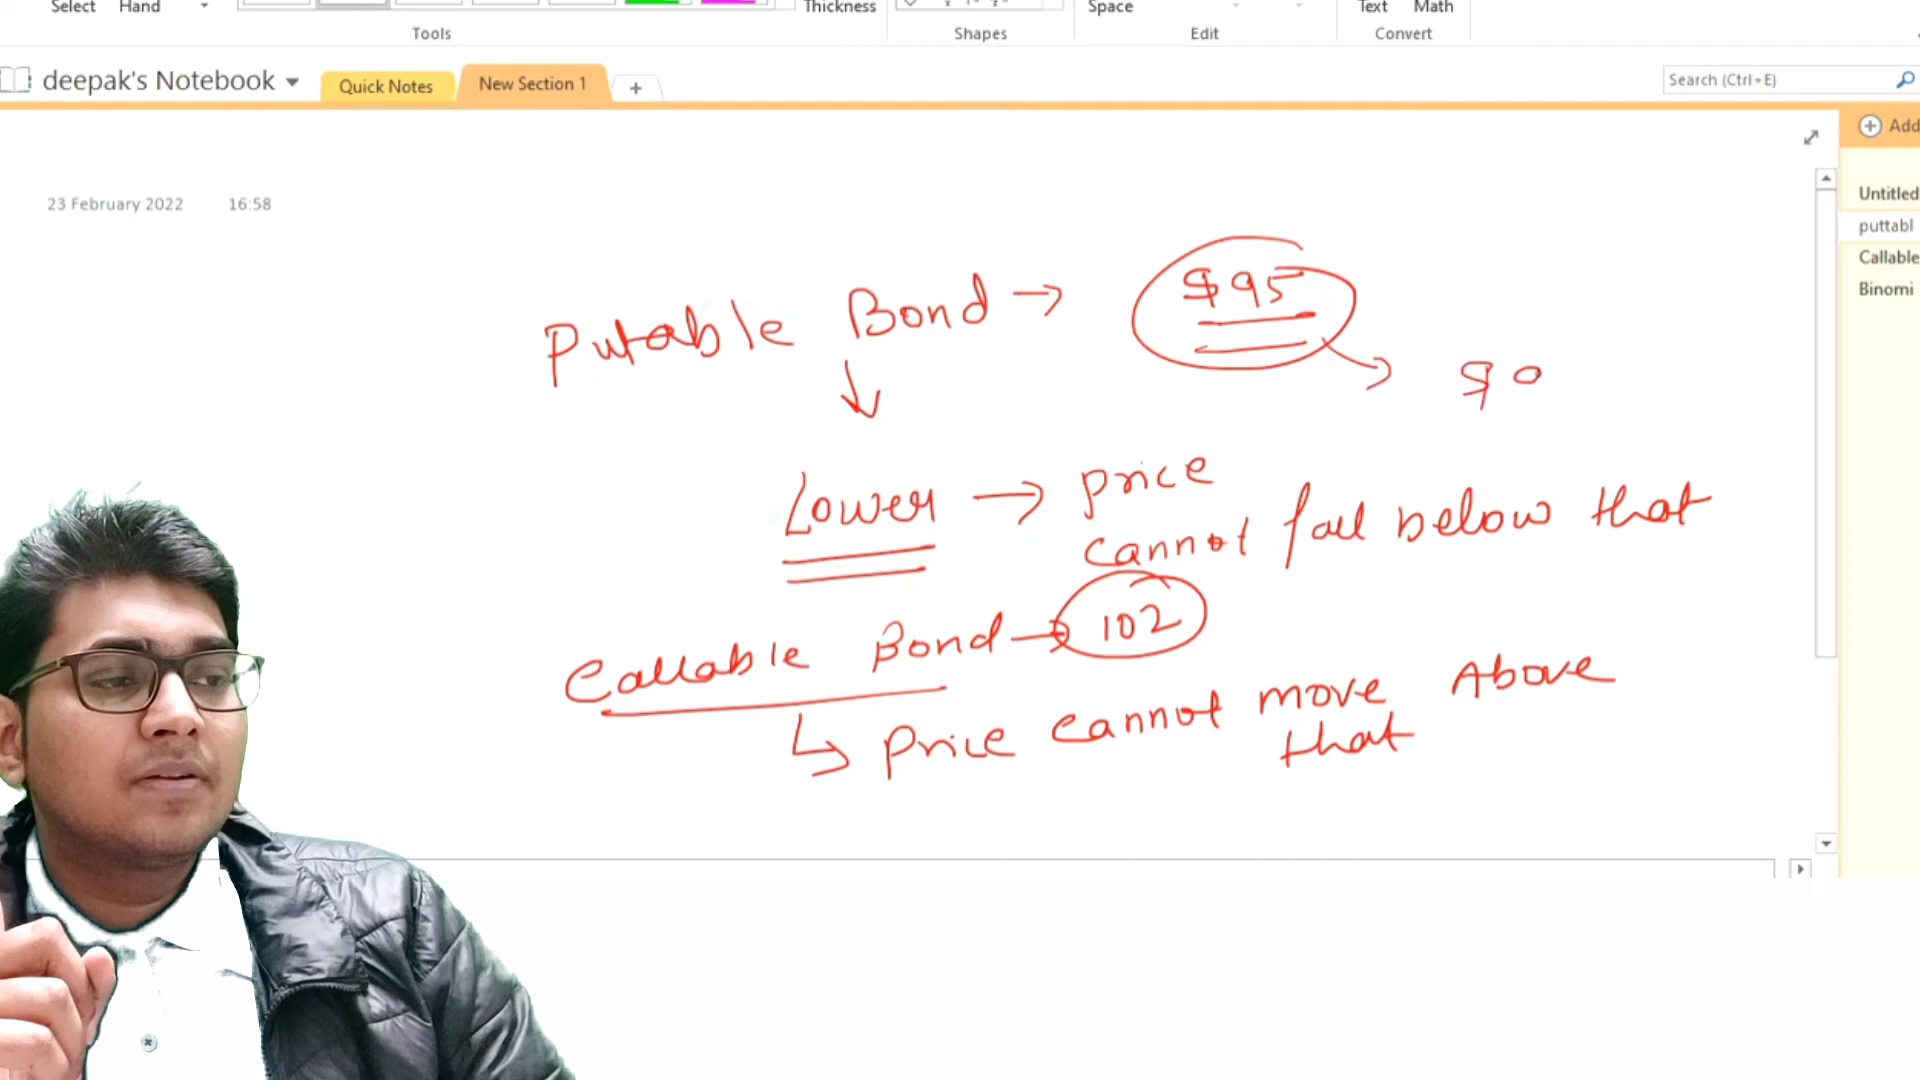 Select Hand
Thickness
Space
Text Math
Tools
Shapes
Edit
Convert
deepak's Notebook
Quick Notes
New Section 1
Search (Ctrl+E)
Add
23 February 2022 16:58
Untitled
puttabl
Callable
Binomi
Putable Bond → $95
$0
Lower → Price
cannot fall below that
Callable Bond → 102
Price cannot move Above
that